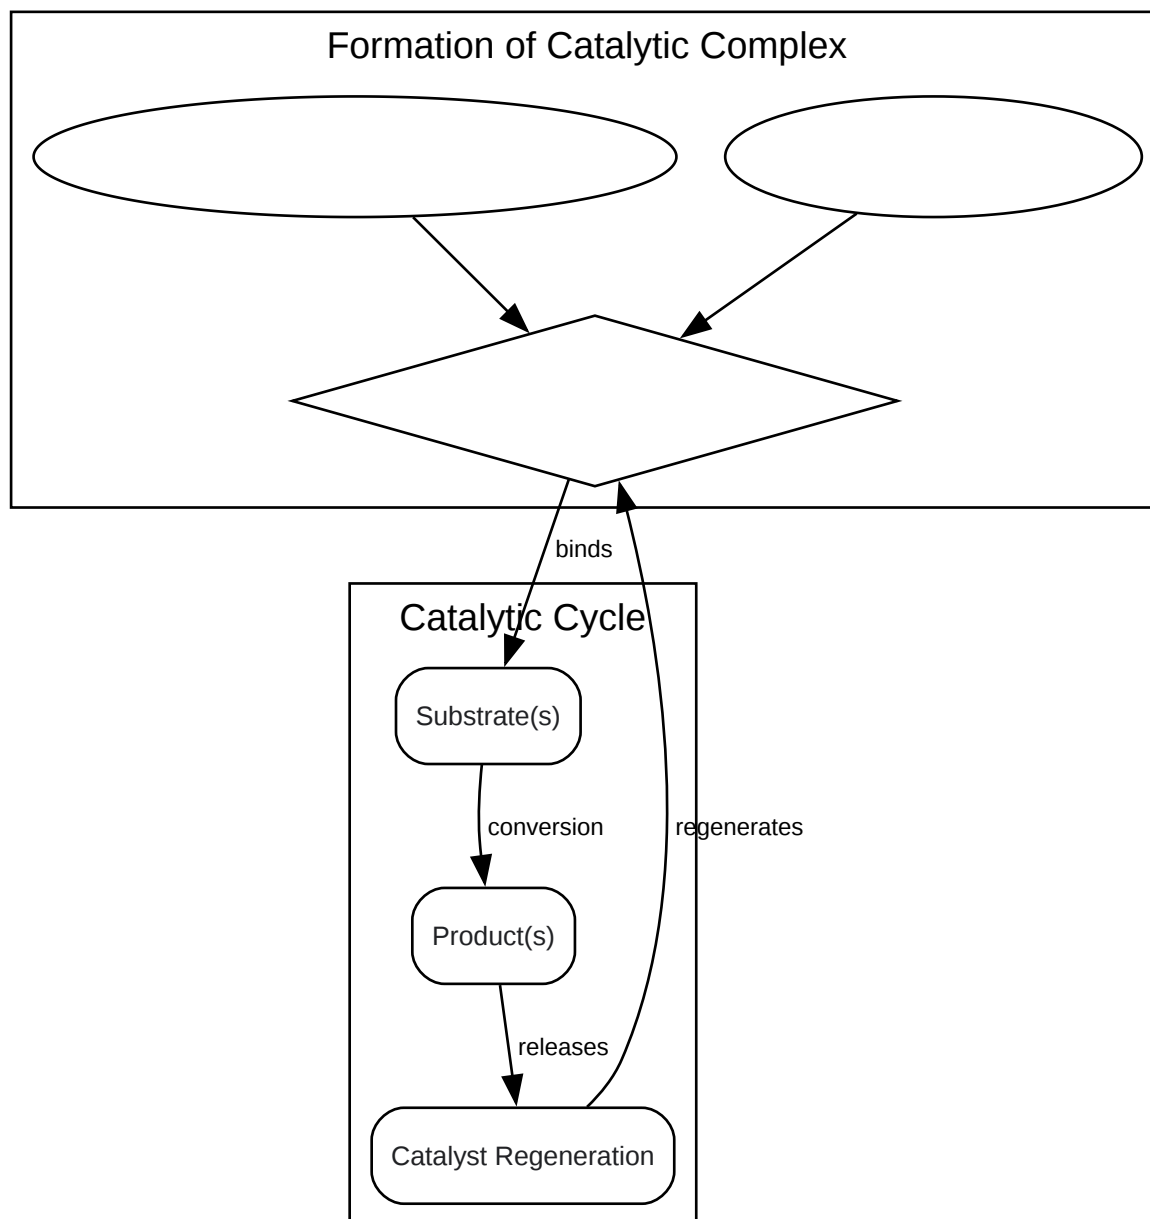 Formation of Catalytic Complex
binds
Catalytic Cycle
Substrate(s)
conversion
regenerates
Product(s)
releases
Catalyst Regeneration